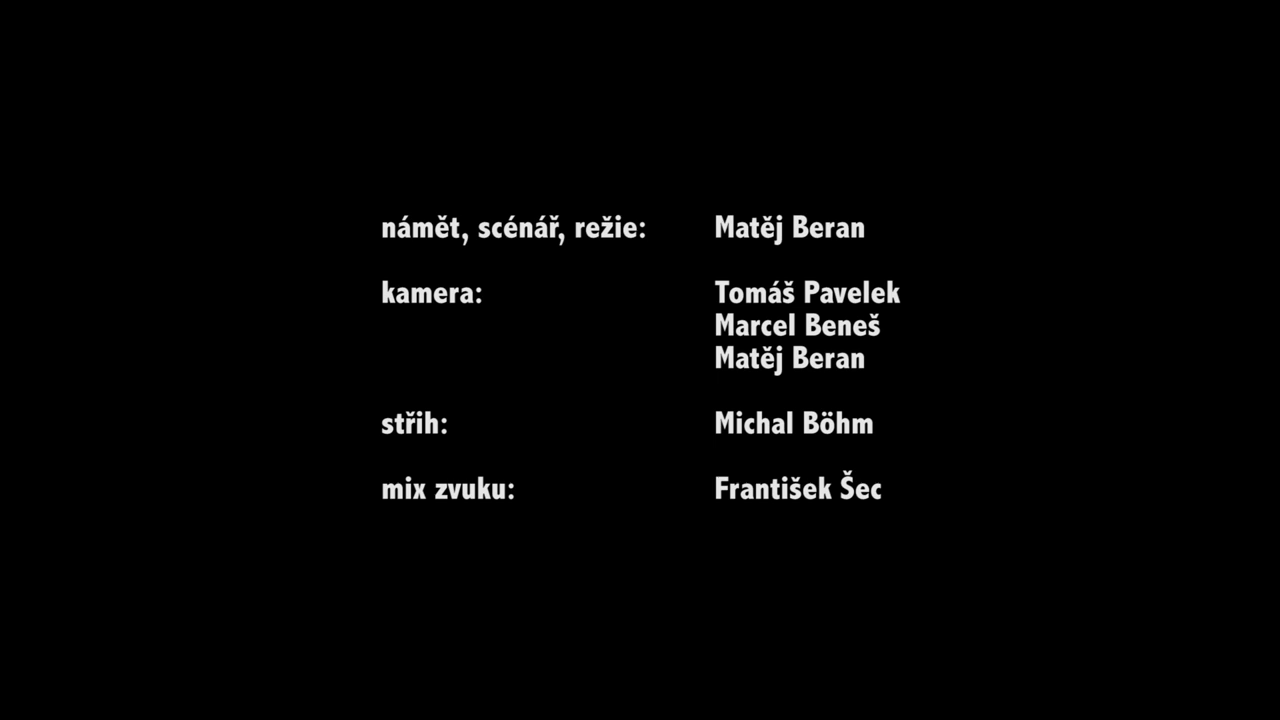 námět, scénář, režie: Matěj Beran
kamera: Tomáš Pavelek
Marcel Beneš
Matěj Beran
střih: Michal Böhm
mix zvuku: František Šec